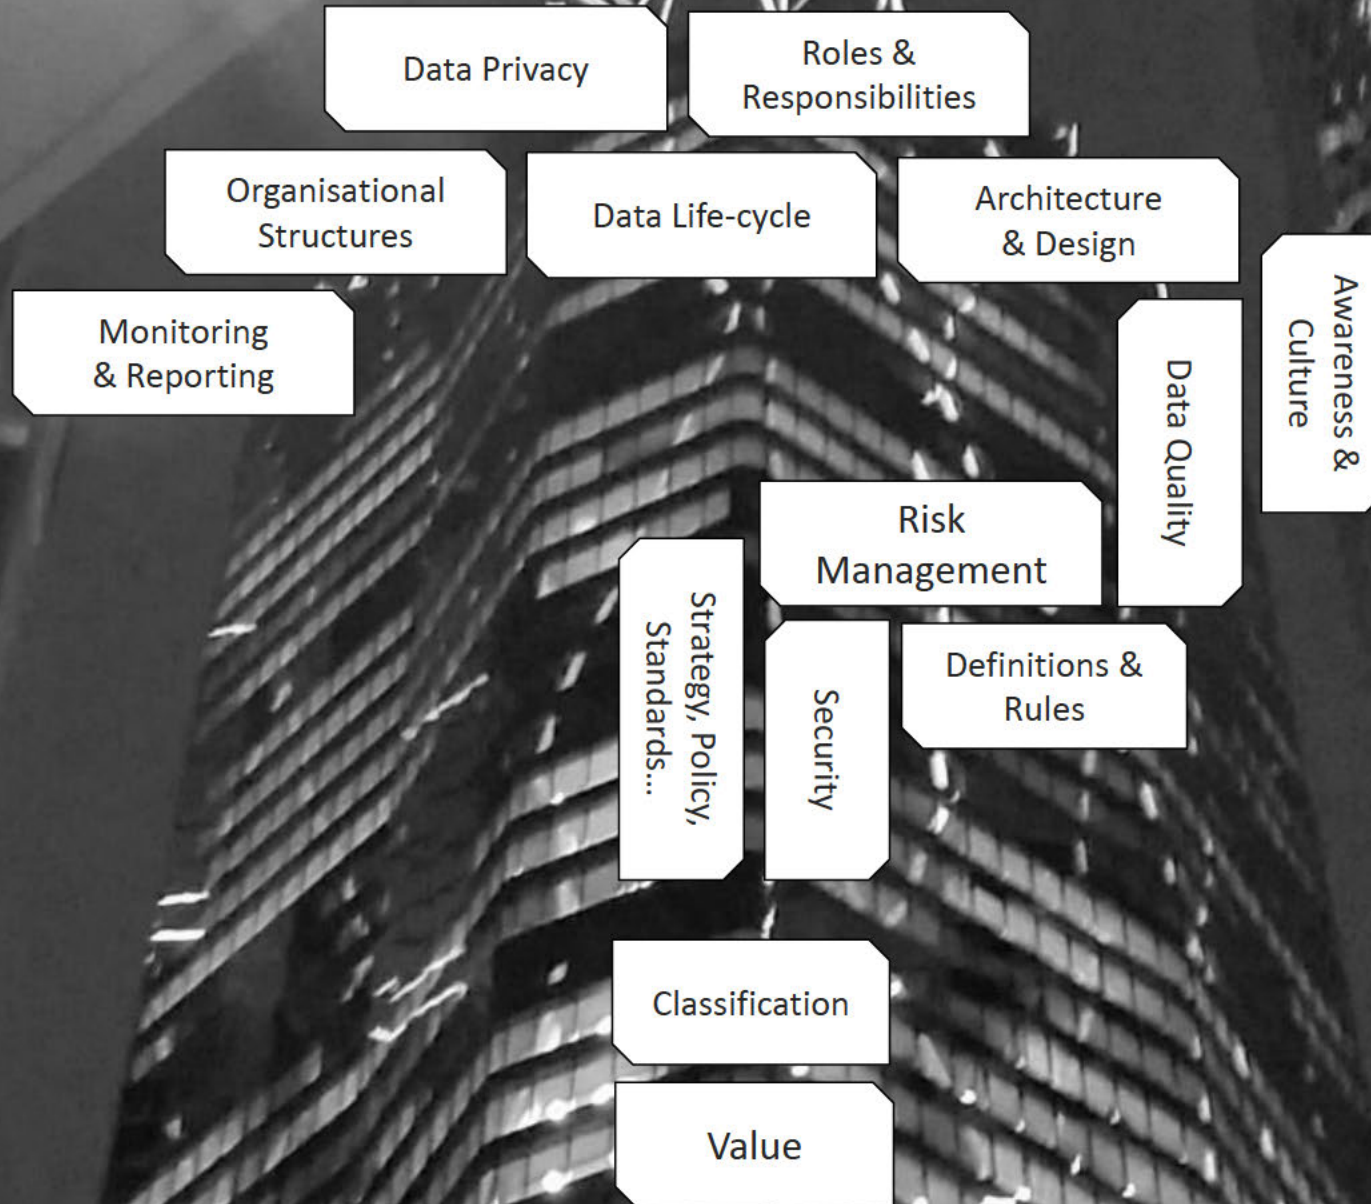 Data Privacy
Roles &
Responsibilities
Organisational
Structures
Data Life-cycle
Architecture
& Design
Monitoring
& Reporting
Awareness &
Culture
Data Quality
Risk
Management
Strategy, Policy,
Standards...
Security
Definitions &
Rules
Classification
Value